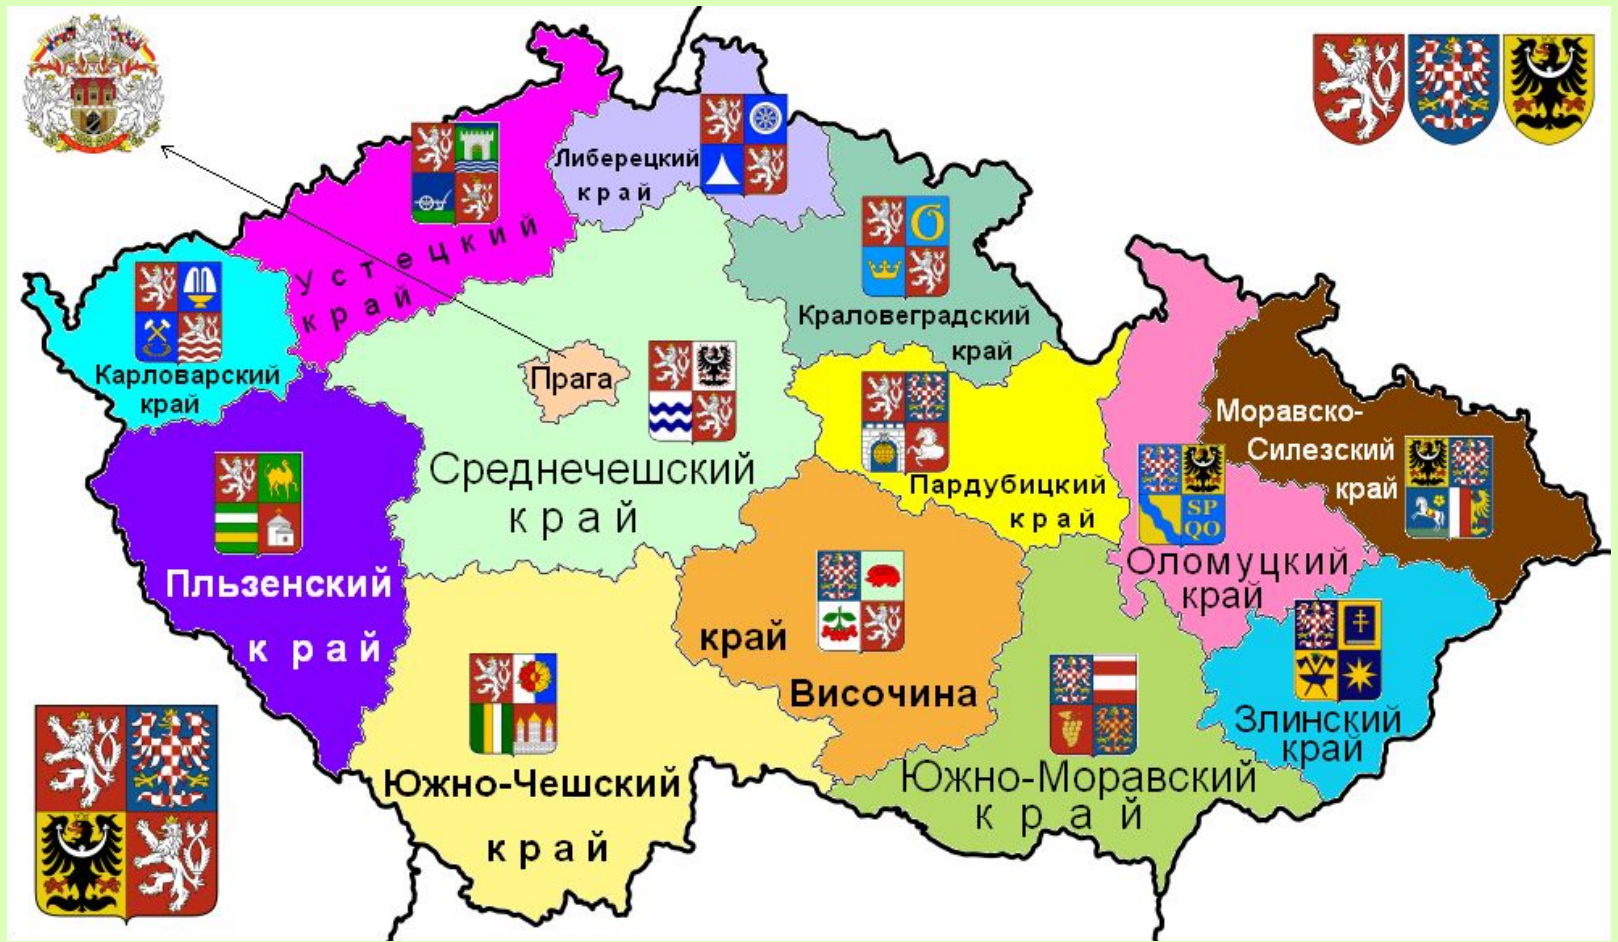 Либерецкий
край
Устецкий
край
Краловеградский
край
Карловарский
край
Прага
Среднечешский
край
Моравско-
Силезский
край
Пардубицкий
край
SP
QO
Оломуцкий
край
Пльзенский
край
край
Височина
Злинский
край
Южно-Чешский
край
Южно-Моравский
край